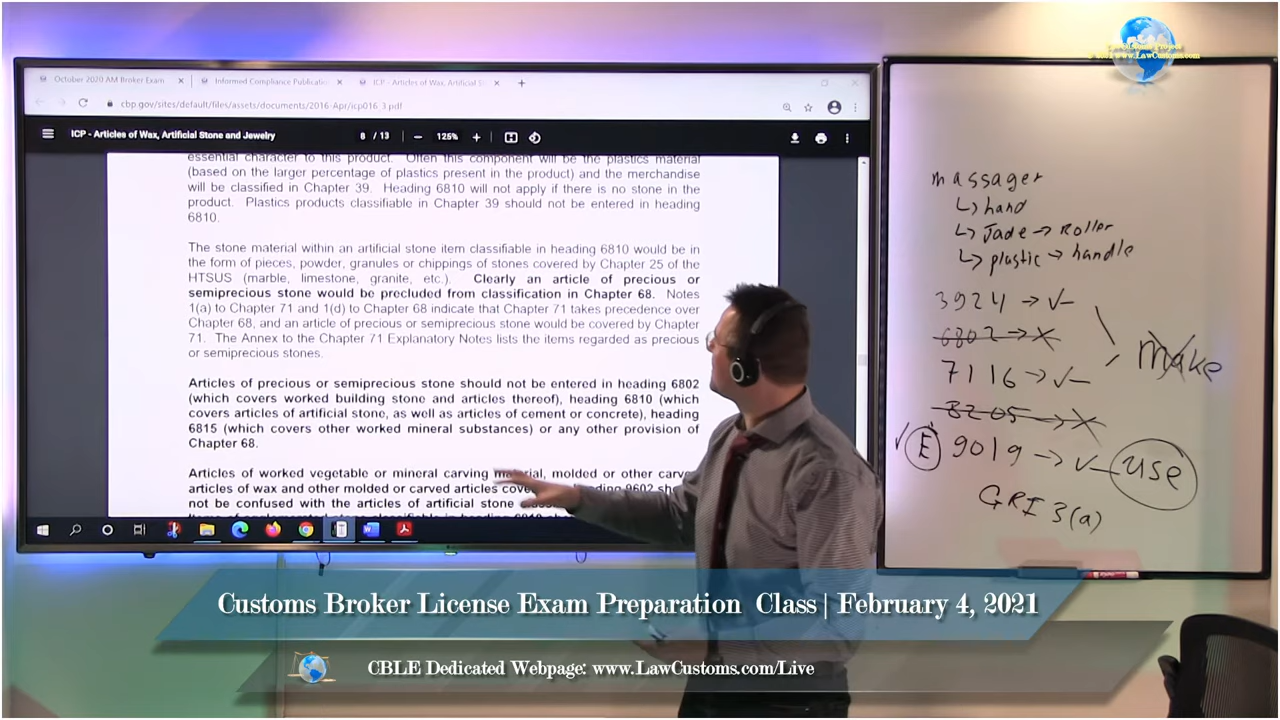 October 2020 AM Broker Exam
Informed Compliance Publicatio
ICP - Articles of Wax, Artificial S
cbp.gov/sites/default/files/assets/documents/2016-Apr/icp016_3.pdf
ICP - Articles of Wax, Artificial Stone and Jewelry
8 / 13
125%
essential character to this product. Often this component will be the plastics material
(based on the larger percentage of plastics present in the product) and the merchandise
will be classified in Chapter 39. Heading 6810 will not apply if there is no stone in the
product. Plastics products classifiable in Chapter 39 should not be entered in heading
6810.
The stone material within an artificial stone item classifiable in heading 6810 would be in
the form of pieces, powder, granules or chippings of stones covered by Chapter 25 of the
HTSUS (marble, limestone, granite, etc.). Clearly an article of precious or
semiprecious stone would be precluded from classification in Chapter 68. Notes
1(a) to Chapter 71 and 1(d) to Chapter 68 indicate that Chapter 71 takes precedence over
Chapter 68, and an article of precious or semiprecious stone would be covered by Chapter
71. The Annex to the Chapter 71 Explanatory Notes lists the items regarded as precious
or semiprecious stones.
Articles of precious or semiprecious stone should not be entered in heading 6802
(which covers worked building stone and articles thereof), heading 6810 (which
covers articles of artificial stone, as well as articles of cement or concrete), heading
6815 (which covers other worked mineral substances) or any other provision of
Chapter 68.
Articles of worked vegetable or mineral carving material, molded or other carve
articles of wax and other molded or carved articles cove 9602 sh
not be confused with the articles of artificial stone
massager
↳ hand
↳ Jade → Roller
↳ plastic → handle
3924 → ✓
6802 → X
make
7116 → ✓
8205 → X
✓ E 9019 → ✓ use
GRI 3(a)
www.LawCustoms.com
Customs Broker License Exam Preparation Class | February 4, 2021
CBLE Dedicated Webpage: www.LawCustoms.com/Live